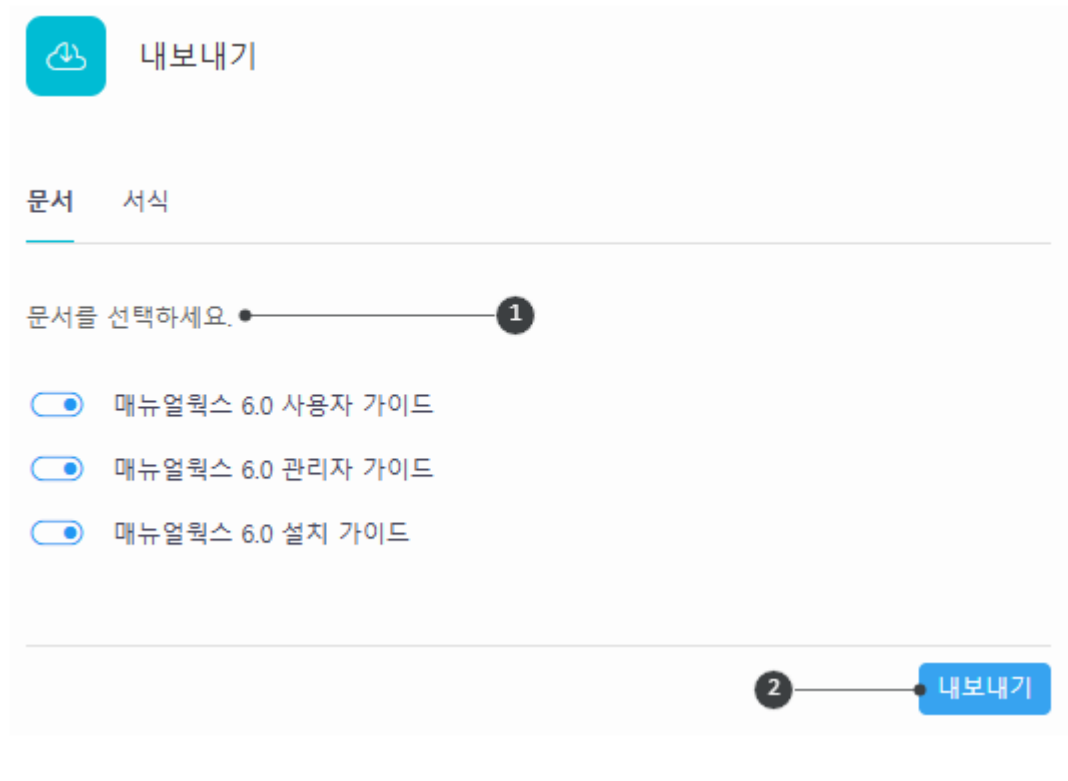 내보내기
문서 서식
문서를 선택하세요. 1
매뉴얼웍스 6.0 사용자 가이드
매뉴얼웍스 6.0 관리자 가이드
매뉴얼웍스 6.0 설치 가이드
2 내보내기